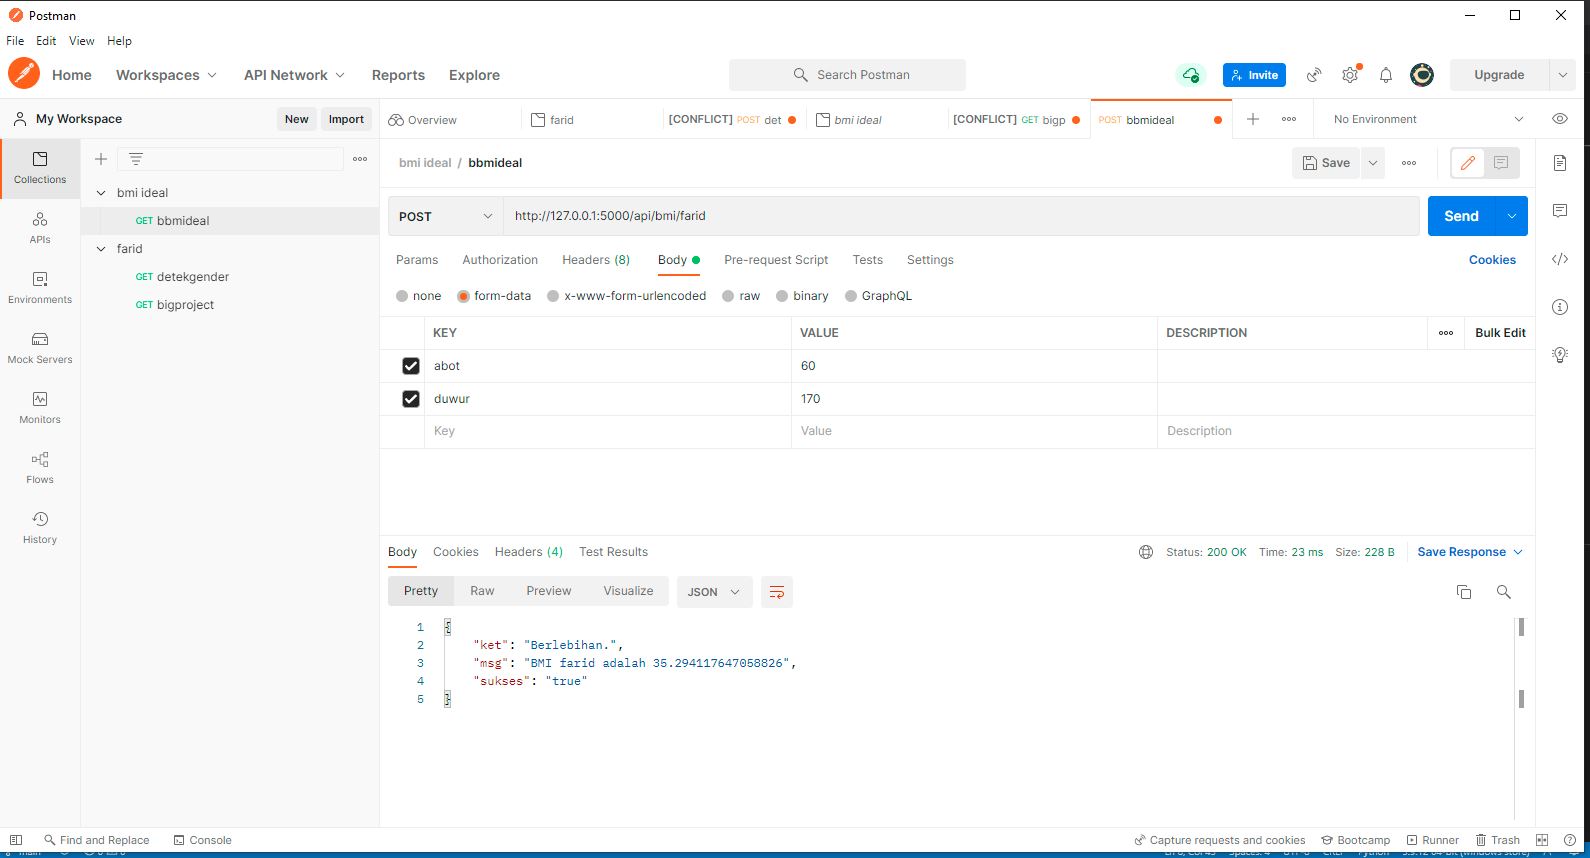 Postman
File Edit View Help
Home Workspaces API Network Reports Explore Search Postman Invite Upgrade
My Workspace New Import Overview farid [CONFLICT] POST det bmi ideal [CONFLICT] GET bigp POST bbmideal No Environment
Collections
APIs
Environments
Mock Servers
Monitors
Flows
History
bmi ideal
GET bbmideal
farid
GET detekgender
GET bigproject
bmi ideal / bbmideal Save
POST http://127.0.0.1:5000/api/bmi/farid Send
Params Authorization Headers (8) Body Pre-request Script Tests Settings Cookies
none form-data x-www-form-urlencoded raw binary GraphQL
KEY VALUE DESCRIPTION Bulk Edit
abot 60
duwur 170
Key Value Description
Body Cookies Headers (4) Test Results Status: 200 OK Time: 23 ms Size: 228 B Save Response
Pretty Raw Preview Visualize JSON
1 {
2 "ket": "Berlebihan.",
3 "msg": "BMI farid adalah 35.294117647058826",
4 "sukses": "true"
5 }
Find and Replace Console Capture requests and cookies Bootcamp Runner Trash